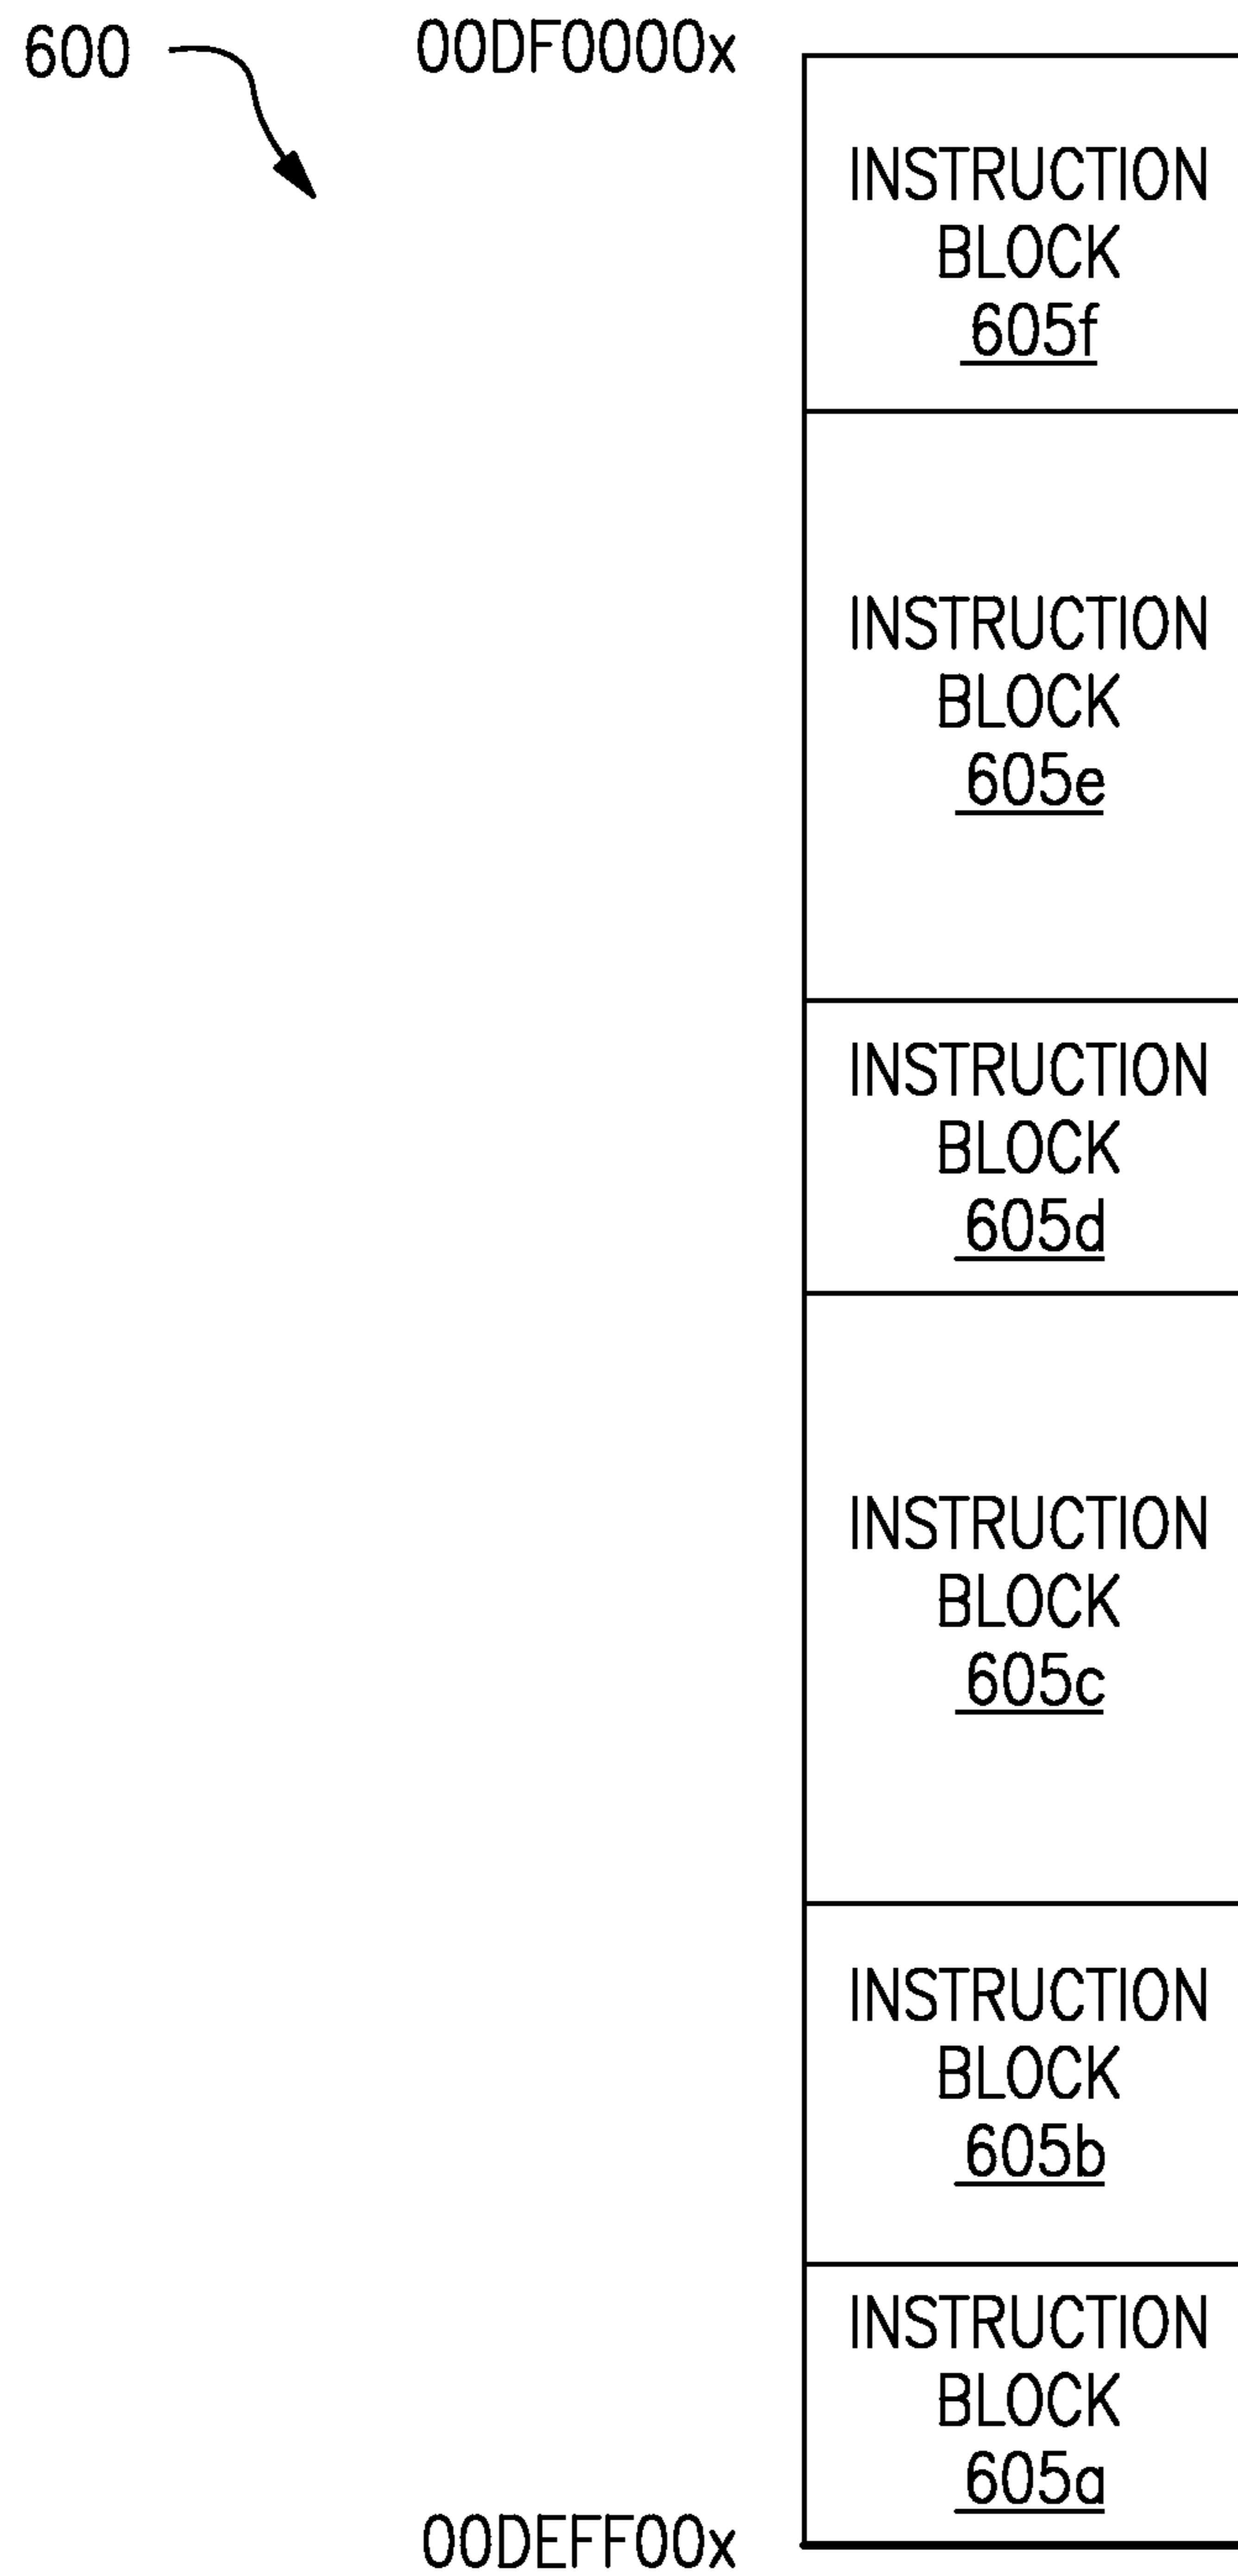 600
00DF0000x
INSTRUCTION
BLOCK
605f
INSTRUCTION
BLOCK
605e
INSTRUCTION
BLOCK
605d
INSTRUCTION
BLOCK
605c
INSTRUCTION
BLOCK
605b
INSTRUCTION
BLOCK
605a
00DEFF00x